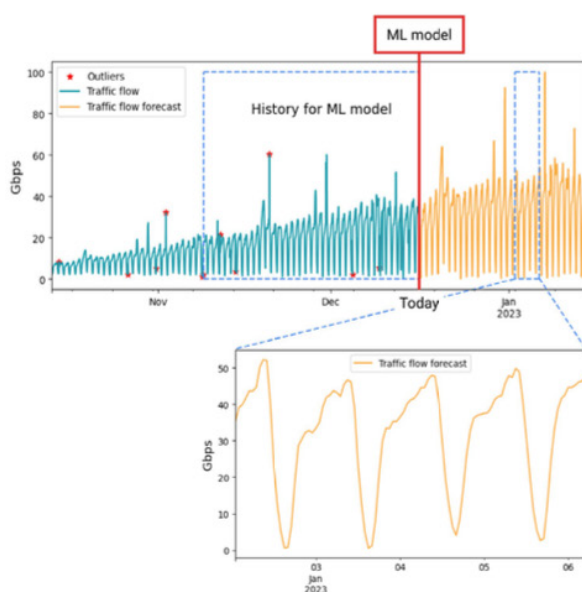 ML model
Outliers
Traffic flow
Traffic flow forecast
History for ML model
Gbps
100
80
60
40
20
0
Nov
Dec
Today
Jan
2023
Traffic flow forecast
Gbps
50
40
30
20
10
0
03
Jan
2023
04
05
06